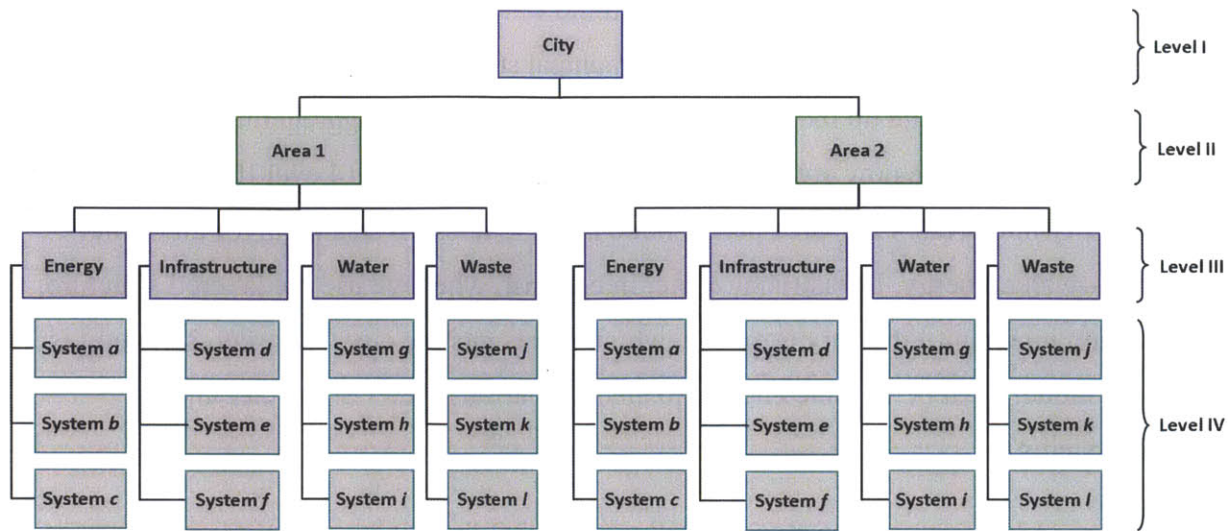 City
Level I
Area 1
Area 2
Level II
Energy
Infrastructure
Water
Waste
Energy
Infrastructure
Water
Waste
Level III
System a
System d
System g
System j
System a
System d
System g
System j
System b
System e
System h
System k
System b
System e
System h
System k
Level IV
System c
System f
System i
System l
System c
System f
System i
System l